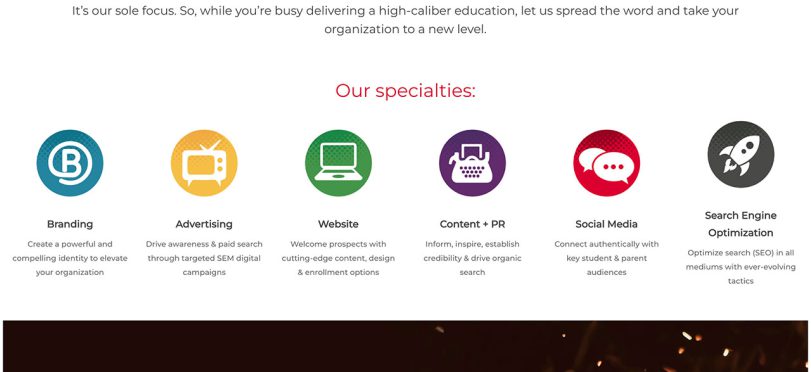 It's our sole focus. So, while you're busy delivering a high-caliber education, let us spread the word and take your
organization to a new level.
Our specialties:
B
Branding
Create a powerful and
compelling identity to elevate
your organization
Advertising
Drive awareness & paid search
through targeted SEM digital
campaigns
Website
Welcome prospects with
cutting-edge content, design
& enrollment options
Content + PR
Inform, inspire, establish
credibility & drive organic
search
Social Media
Connect authentically with
key student & parent
audiences
Search Engine
Optimization
Optimize search (SEO) in all
mediums with ever-evolving
tactics